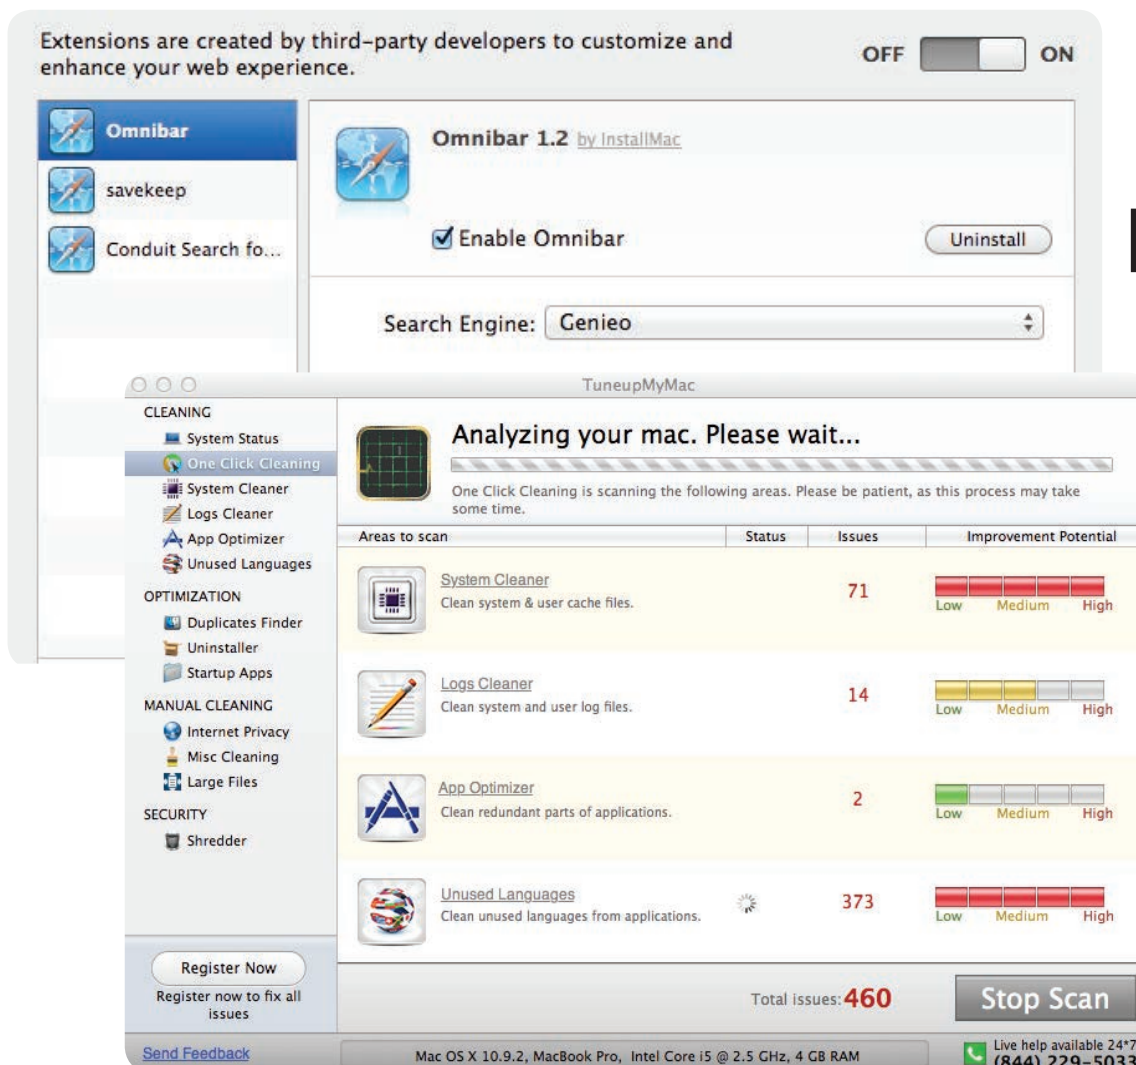 Extensions are created by third-party developers to customize and
enhance your web experience.
OFF ON
Omnibar
savekeep
Conduit Search fo...
Omnibar 1.2 by InstallMac
Enable Omnibar
Uninstall
Search Engine: Genieo
TuneupMyMac
CLEANING
System Status
One Click Cleaning
System Cleaner
Logs Cleaner
App Optimizer
Unused Languages
OPTIMIZATION
Duplicates Finder
Uninstaller
Startup Apps
MANUAL CLEANING
Internet Privacy
Misc Cleaning
Large Files
SECURITY
Shredder
Register Now
Register now to fix all
issues
Send Feedback
Analyzing your mac. Please wait...
One Click Cleaning is scanning the following areas. Please be patient, as this process may take
some time.
Areas to scan Status Issues Improvement Potential
System Cleaner
Clean system & user cache files.
71
Low Medium High
Logs Cleaner
Clean system and user log files.
14
Low Medium High
App Optimizer
Clean redundant parts of applications.
2
Low Medium High
Unused Languages
Clean unused languages from applications.
373
Low Medium High
Total issues: 460
Stop Scan
Mac OS X 10.9.2, MacBook Pro, Intel Core i5 @ 2.5 GHz, 4 GB RAM
Live help available 24*7
(844) 229-5033